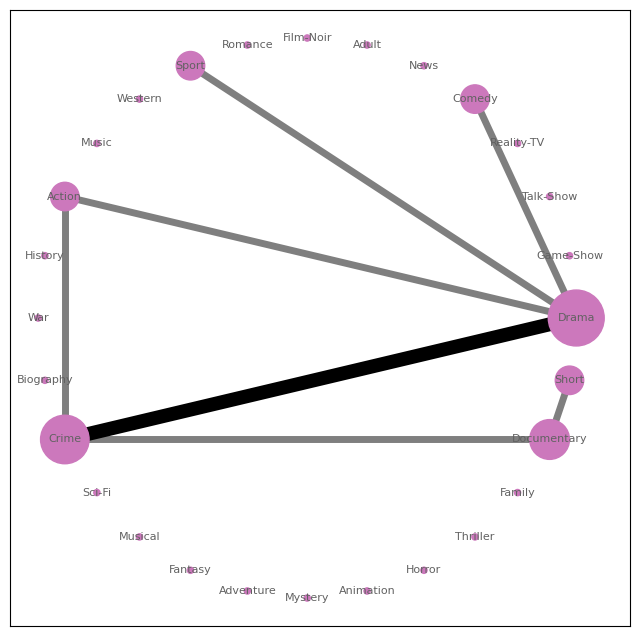 Film-Noir
Romance
Adult
Sport
News
Western
Comedy
Music
Reality-TV
Action
Talk-Show
History
Game-Show
War
Drama
Biography
Short
Crime
Documentary
Sci-Fi
Family
Musical
Thriller
Fantasy
Horror
Adventure
Animation
Mystery